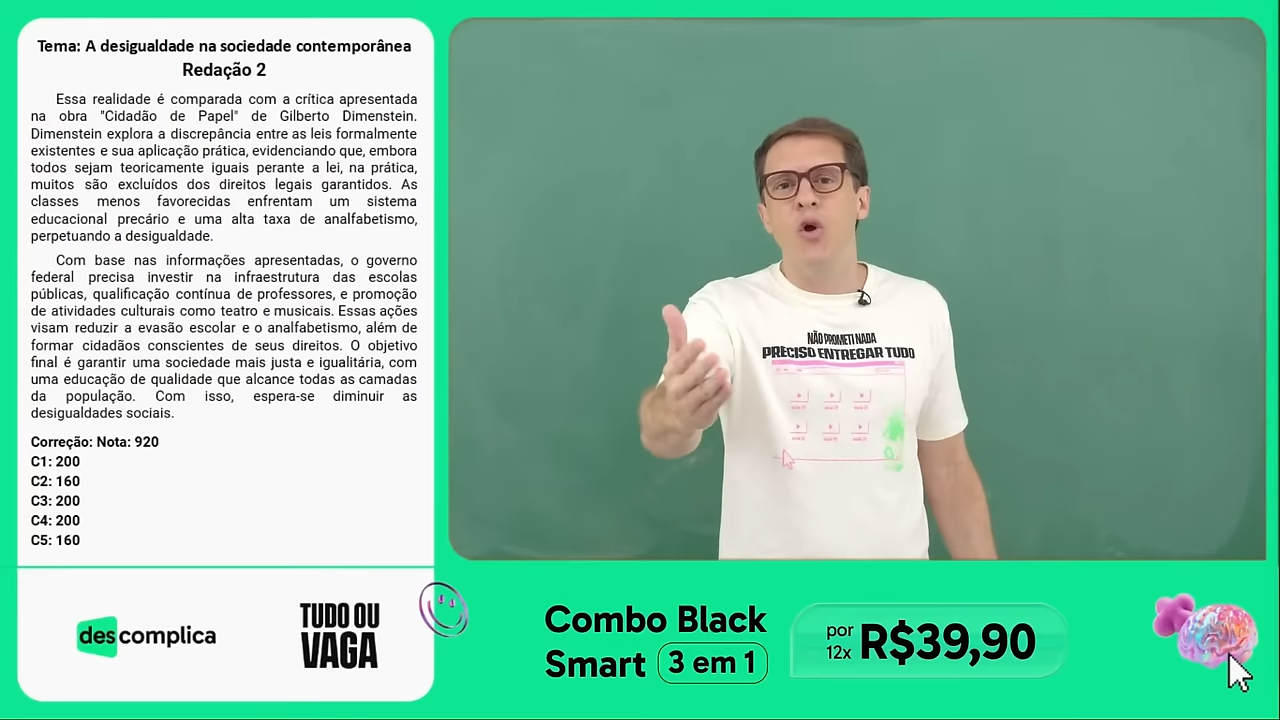 Tema: A desigualdade na sociedade contemporânea
Redação 2
Essa realidade é comparada com a crítica apresentada
na obra "Cidadão de Papel" de Gilberto Dimenstein.
Dimenstein explora a discrepância entre as leis formalmente
existentes e sua aplicação prática, evidenciando que, embora
todos sejam teoricamente iguais perante a lei, na prática,
muitos são excluídos dos direitos legais garantidos. As
classes menos favorecidas enfrentam um sistema
educacional precário e uma alta taxa de analfabetismo,
perpetuando a desigualdade.
Com base nas informações apresentadas, o governo
federal precisa investir na infraestrutura das escolas
públicas, qualificação contínua de professores, e promoção
de atividades culturais como teatro e musicais. Essas ações
visam reduzir a evasão escolar e o analfabetismo, além de
formar cidadãos conscientes de seus direitos. O objetivo
final é garantir uma sociedade mais justa e igualitária, com
uma educação de qualidade que alcance todas as camadas
da população. Com isso, espera-se diminuir as
desigualdades sociais.
Correção: Nota: 920
C1: 200
C2: 160
C3: 200
C4: 200
C5: 160
NÃO PROMETI NADA
PRECISO ENTREGAR TUDO
descomplica
TUDO OU
VAGA
Combo Black
Smart 3 em 1
por
12x R$39,90